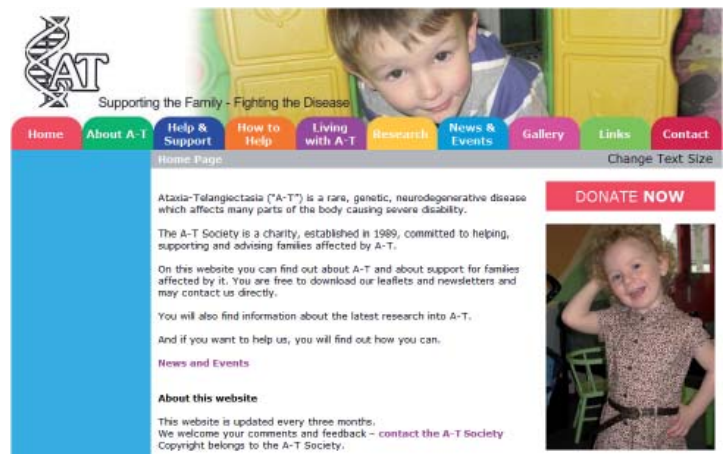 AT
Supporting the Family - Fighting the Disease
Home
About A-T
Help &
Support
How to
Help
Living
with A-T
Research
News &
Events
Gallery
Links
Contact
Home Page
Change Text Size
Ataxia-Telangiectasia ("A-T") is a rare, genetic, neurodegenerative disease
which affects many parts of the body causing severe disability.
The A-T Society is a charity, established in 1989, committed to helping,
supporting and advising families affected by A-T.
On this website you can find out about A-T and about support for families
affected by it. You are free to download our leaflets and newsletters and
may contact us directly.
You will also find information about the latest research into A-T.
And if you want to help us, you will find out how you can.
News and Events
About this website
This website is updated every three months.
We welcome your comments and feedback – contact the A-T Society
Copyright belongs to the A-T Society.
DONATE NOW